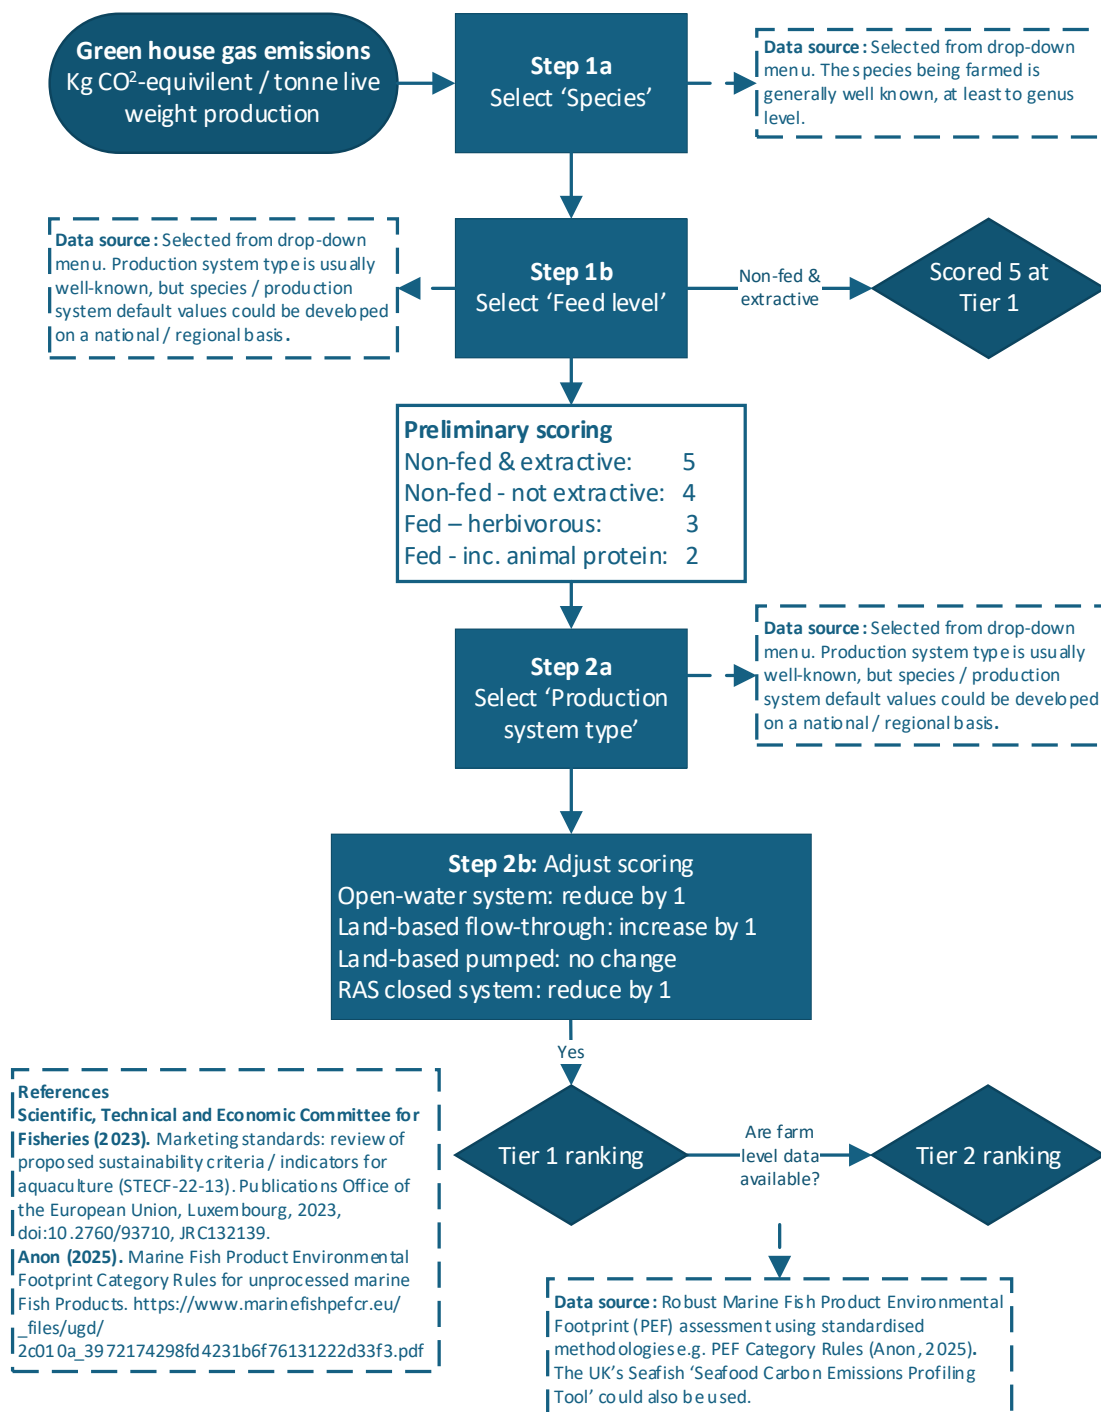 Green house gas emissions
Kg CO²-equivilent / tonne live
weight production
Step 1a
Select ‘Species’
Data source: Selected from drop-down
menu. The species being farmed is
generally well known, at least to genus
level.
Data source: Selected from drop-down
menu. Production system type is usually
well-known, but species / production
system default values could be developed
on a national / regional basis.
Step 1b
Select ‘Feed level’
Non-fed &
extractive
Scored 5 at
Tier 1
Preliminary scoring
Non-fed & extractive: 5
Non-fed - not extractive: 4
Fed – herbivorous: 3
Fed - inc. animal protein: 2
Step 2a
Select ‘Production
system type’
Data source: Selected from drop-down
menu. Production system type is usually
well-known, but species / production
system default values could be developed
on a national / regional basis.
Step 2b: Adjust scoring
Open-water system: reduce by 1
Land-based flow-through: increase by 1
Land-based pumped: no change
RAS closed system: reduce by 1
Yes
References
Scientific, Technical and Economic Committee for
Fisheries (2023). Marketing standards: review of
proposed sustainability criteria / indicators for
aquaculture (STECF-22-13). Publications Office of
the European Union, Luxembourg, 2023,
doi:10.2760/93710, JRC132139.
Anon (2025). Marine Fish Product Environmental
Footprint Category Rules for unprocessed marine
Fish Products. https://www.marinefishpefcr.eu/
_files/ugd/
2c010a_3972174298fd4231b6f76131222d33f3.pdf
Tier 1 ranking
Are farm
level data
available?
Tier 2 ranking
Data source: Robust Marine Fish Product Environmental
Footprint (PEF) assessment using standardised
methodologies e.g. PEF Category Rules (Anon, 2025).
The UK’s Seafish ‘Seafood Carbon Emissions Profiling
Tool’ could also be used.